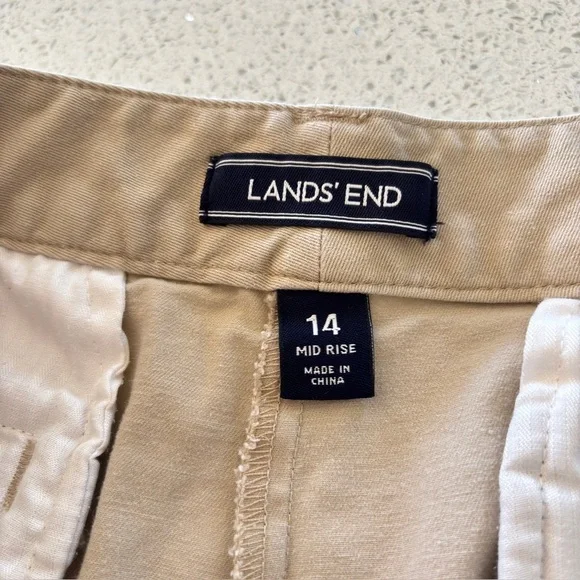 LANDS' END
14
MID RISE
MADE IN
CHINA